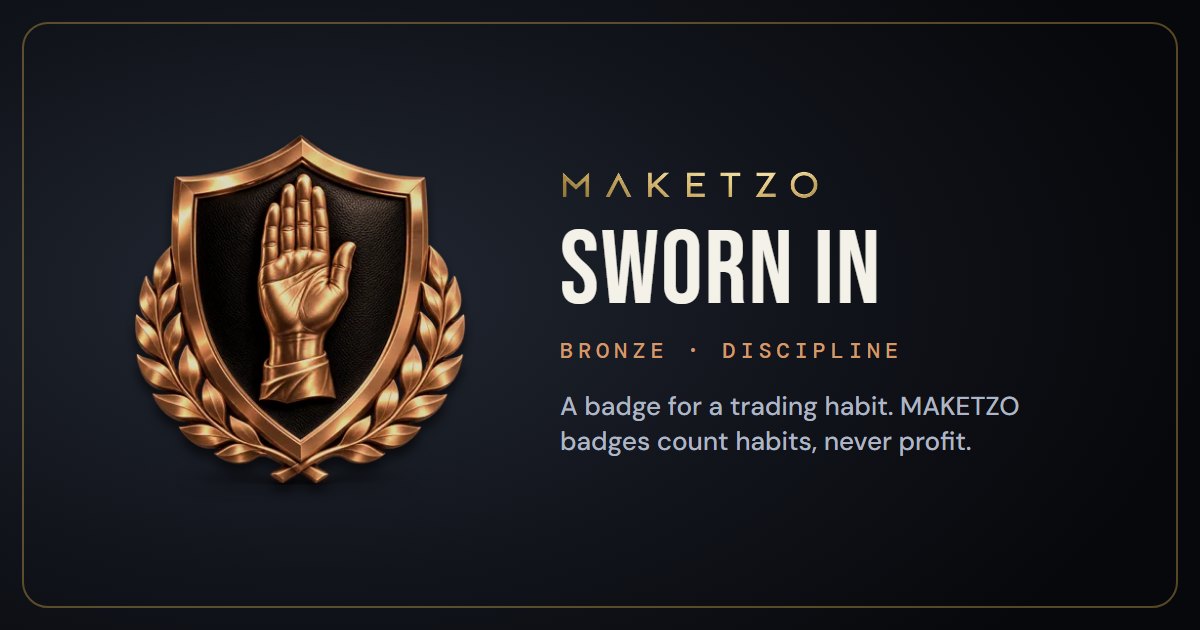 MAKETZO
SWORN IN
BRONZE · DISCIPLINE
A badge for a trading habit. MAKETZO
badges count habits, never profit.